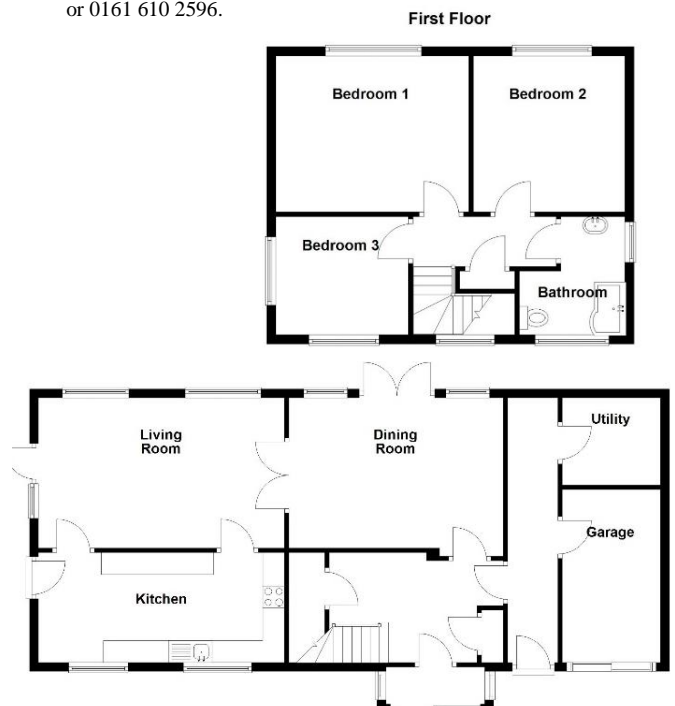 or 0161 610 2596.
First Floor
Bedroom 1
Bedroom 2
Bedroom 3
Bathroom
Living
Room
Dining
Room
Utility
Garage
Kitchen